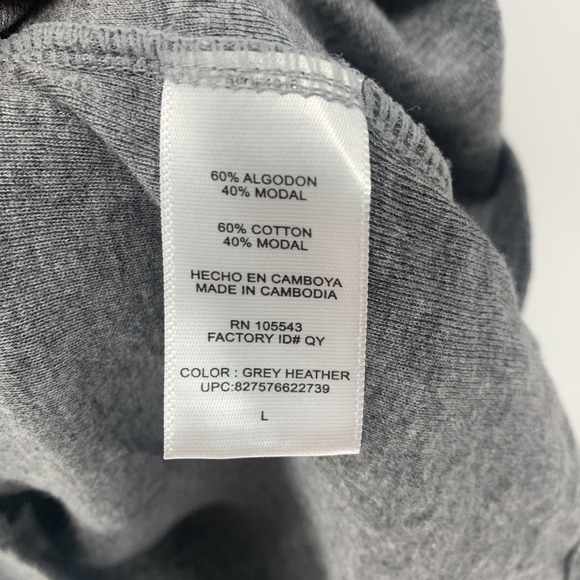 60% ALGODON
40% MODAL
60% COTTON
40% MODAL
HECHO EN CAMBOYA
MADE IN CAMBODIA
RN 105543
FACTORY ID# QY
COLOR : GREY HEATHER
UPC:827576622739
L